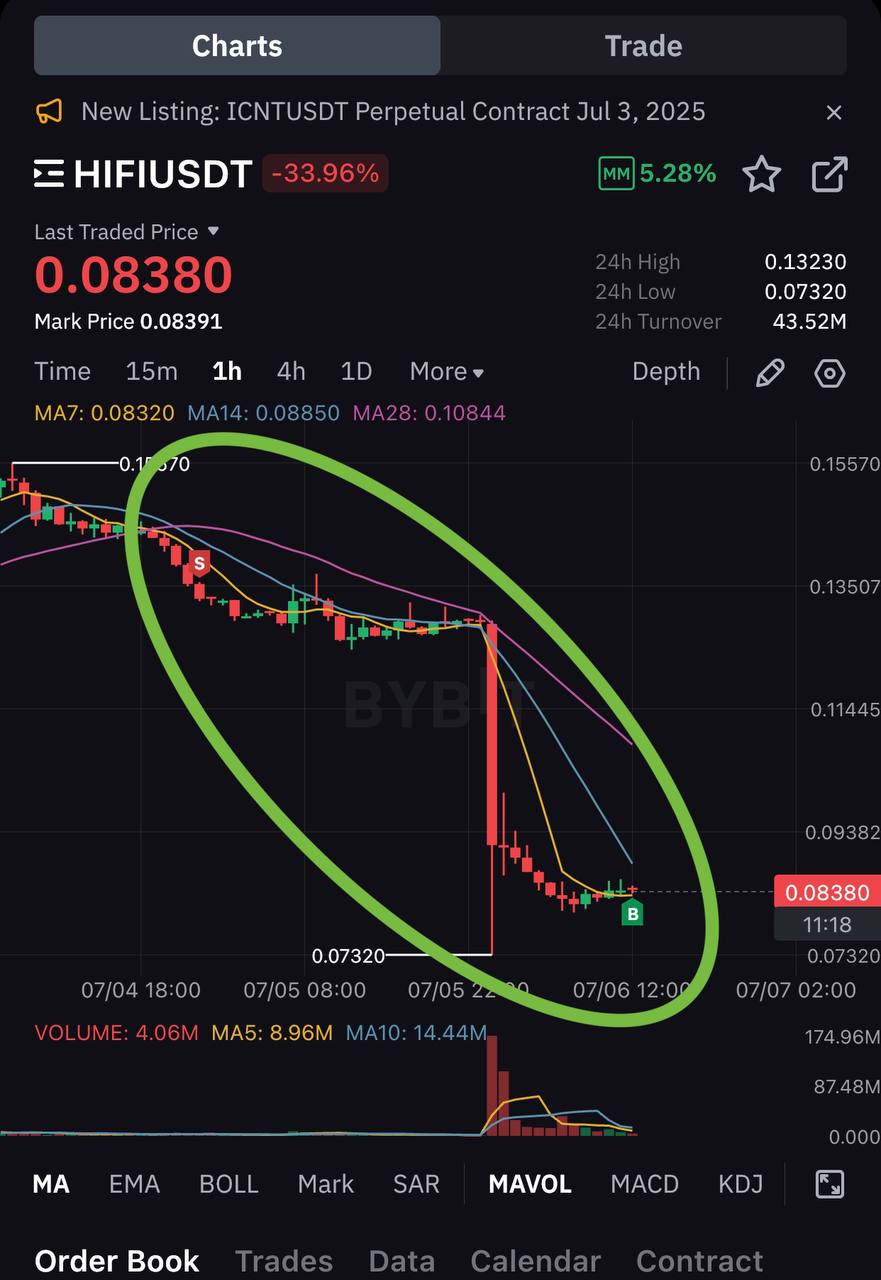 Charts Trade
New Listing: ICNTUSDT Perpetual Contract Jul 3, 2025
HIFIUSDT -33.96% MM 5.28%
Last Traded Price
0.08380
24h High 0.13230
24h Low 0.07320
Mark Price 0.08391 24h Turnover 43.52M
Time 15m 1h 4h 1D More Depth
MA7: 0.08320 MA14: 0.08850 MA28: 0.10844
0.15570 0.15570
S
0.13507
BYBIT
0.11445
0.09382
0.08380
B
11:18
0.07320 0.07320
07/04 18:00 07/05 08:00 07/05 22:00 07/06 12:00 07/07 02:00
VOLUME: 4.06M MA5: 8.96M MA10: 14.44M 174.96M
87.48M
0.000
MA EMA BOLL Mark SAR MAVOL MACD KDJ
Order Book Trades Data Calendar Contract